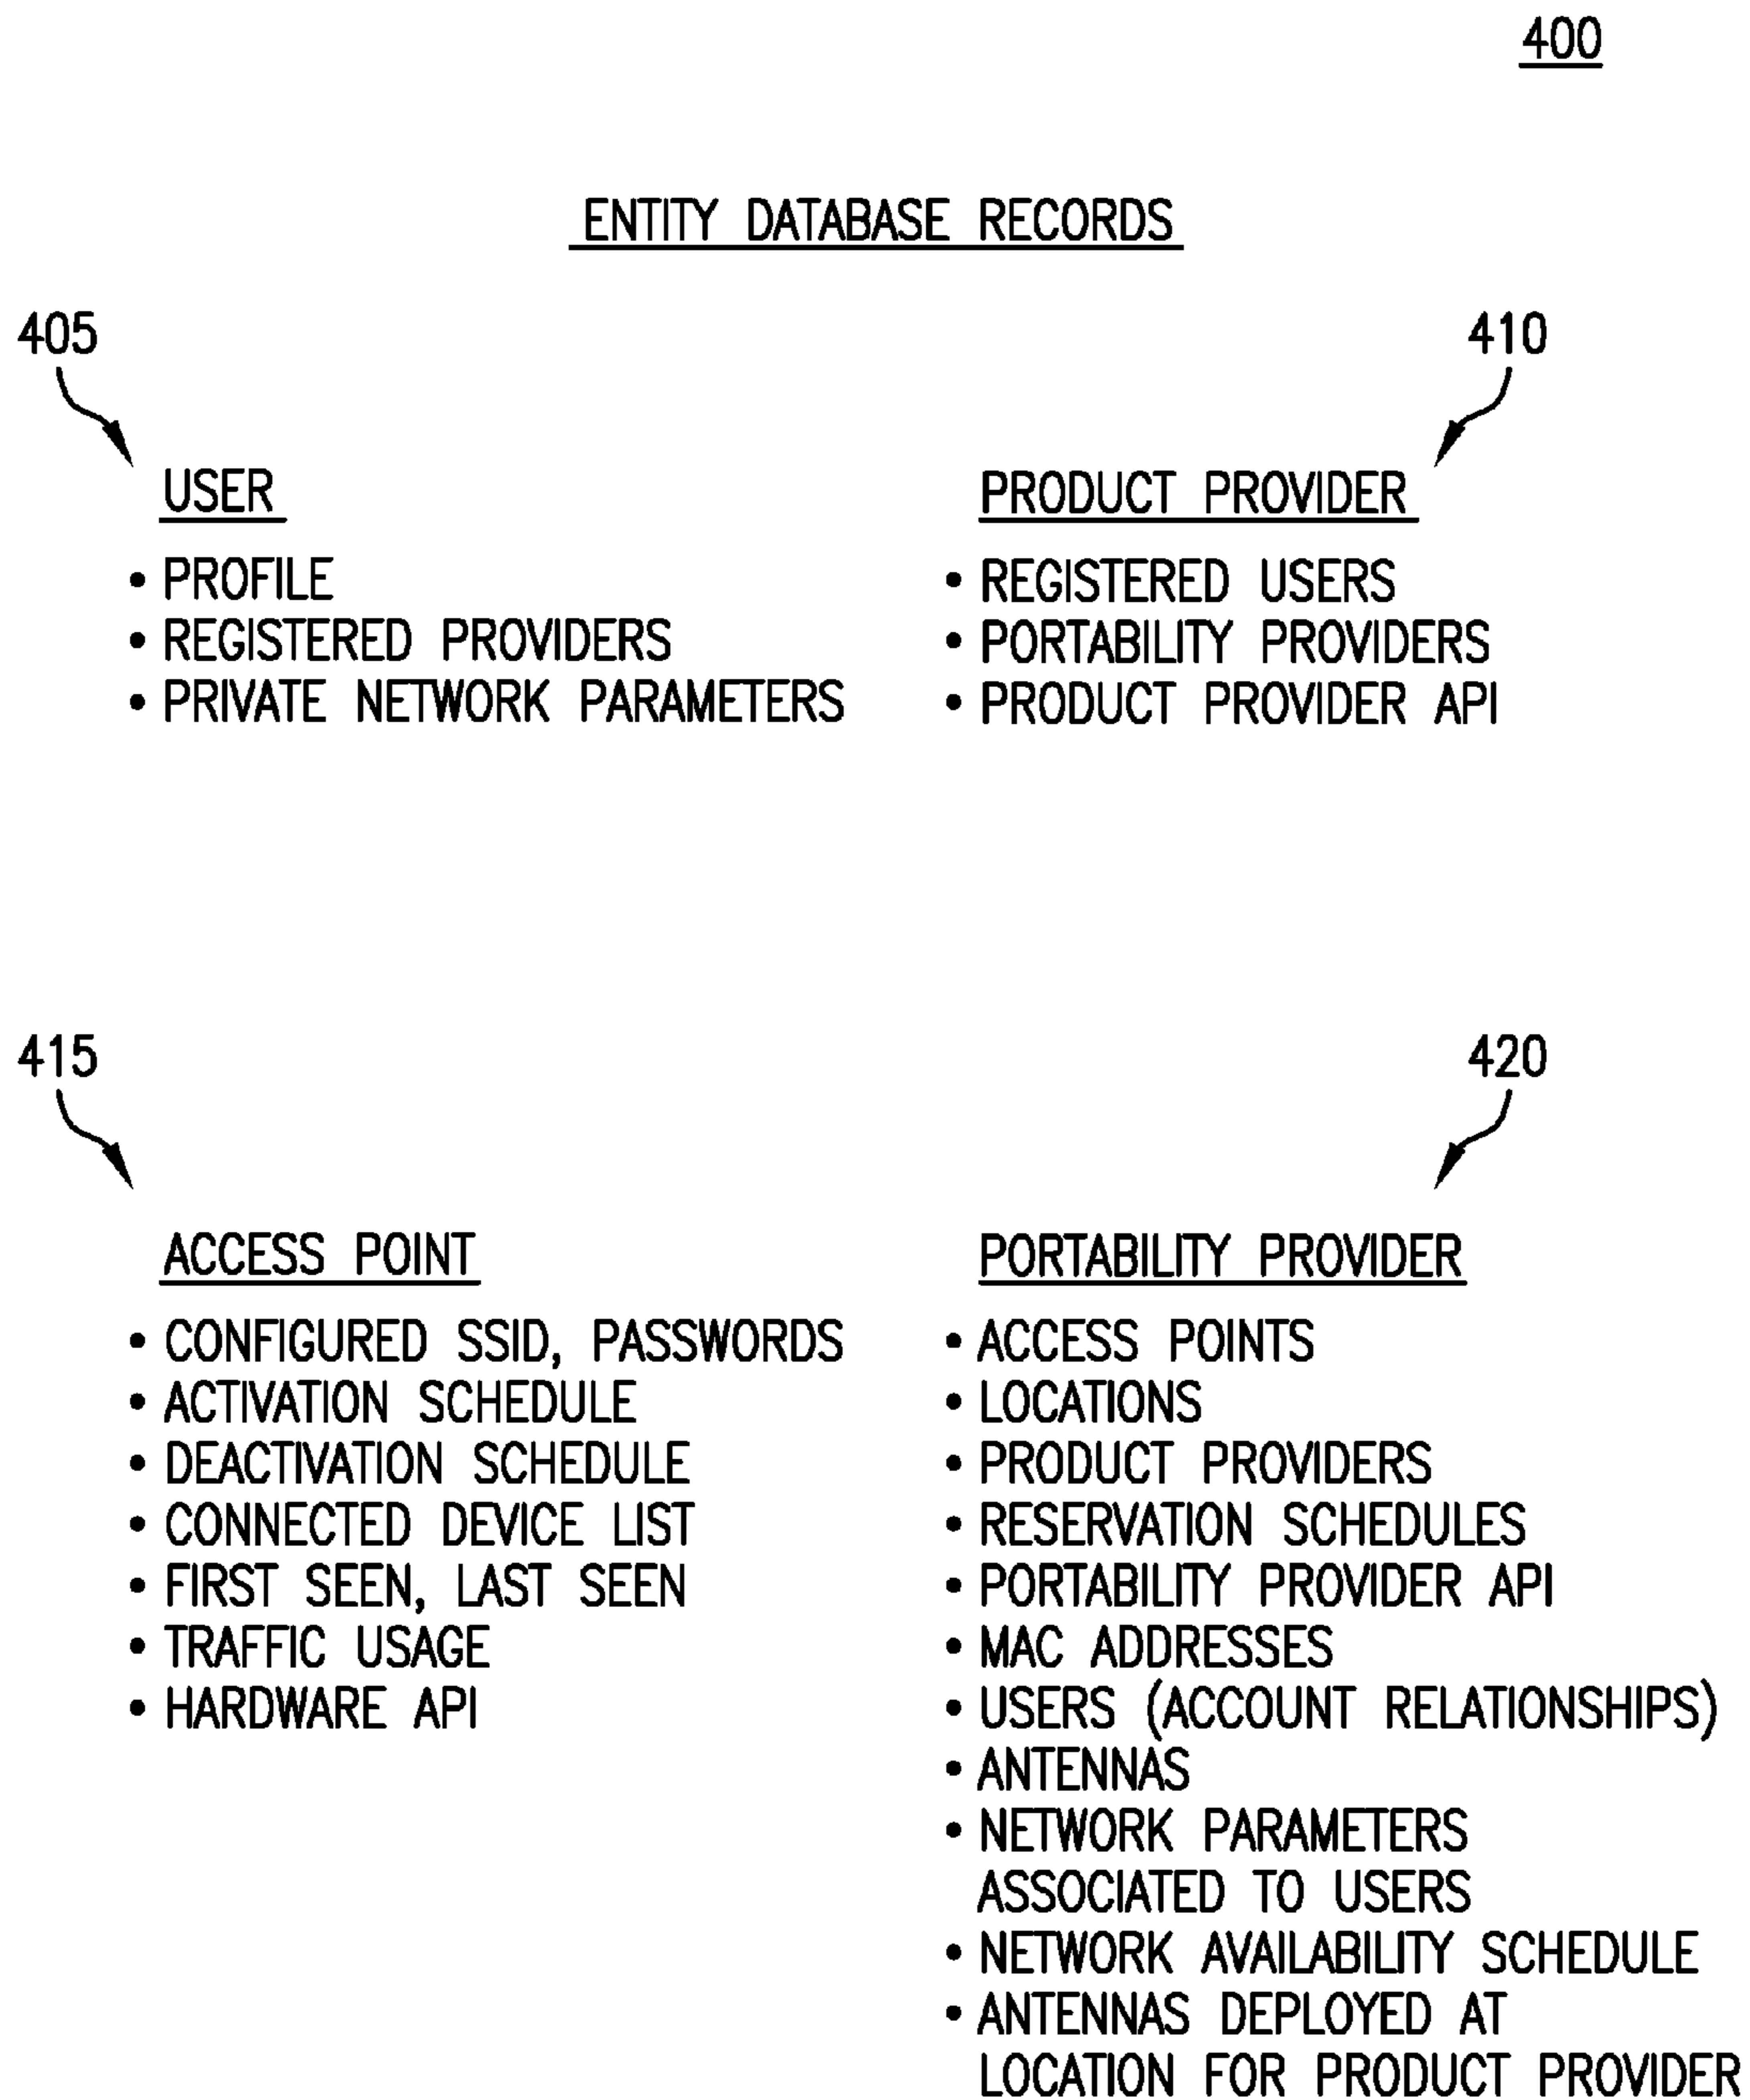 400
ENTITY DATABASE RECORDS
405
USER
• PROFILE
• REGISTERED PROVIDERS
• PRIVATE NETWORK PARAMETERS
410
PRODUCT PROVIDER
• REGISTERED USERS
• PORTABILITY PROVIDERS
• PRODUCT PROVIDER API
415
ACCESS POINT
• CONFIGURED SSID, PASSWORDS
• ACTIVATION SCHEDULE
• DEACTIVATION SCHEDULE
• CONNECTED DEVICE LIST
• FIRST SEEN, LAST SEEN
• TRAFFIC USAGE
• HARDWARE API
420
PORTABILITY PROVIDER
• ACCESS POINTS
• LOCATIONS
• PRODUCT PROVIDERS
• RESERVATION SCHEDULES
• PORTABILITY PROVIDER API
• MAC ADDRESSES
• USERS (ACCOUNT RELATIONSHIPS)
• ANTENNAS
• NETWORK PARAMETERS
ASSOCIATED TO USERS
• NETWORK AVAILABILITY SCHEDULE
• ANTENNAS DEPLOYED AT
LOCATION FOR PRODUCT PROVIDER